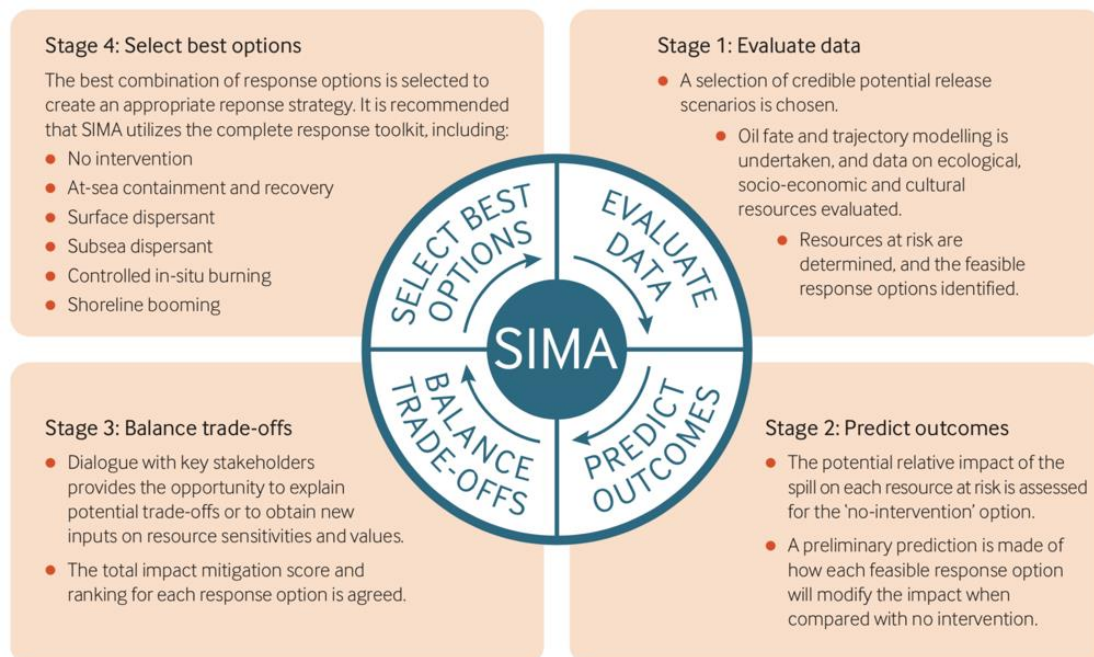 Stage 4: Select best options
The best combination of response options is selected to
create an appropriate reponse strategy. It is recommended
that SIMA utilizes the complete response toolkit, including:
No intervention
At-sea containment and recovery
Surface dispersant
Subsea dispersant
Controlled in-situ burning
Shoreline booming
Stage 1: Evaluate data
A selection of credible potential release
scenarios is chosen.
Oil fate and trajectory modelling is
undertaken, and data on ecological,
socio-economic and cultural
resources evaluated.
Resources at risk are
determined, and the feasible
response options identified.
SELECT BEST
OPTIONS
EVALUATE
DATA
SIMA
BALANCE
TRADE-OFFS
PREDICT
OUTCOMES
Stage 3: Balance trade-offs
Dialogue with key stakeholders
provides the opportunity to explain
potential trade-offs or to obtain new
inputs on resource sensitivities and values.
The total impact mitigation score and
ranking for each response option is agreed.
Stage 2: Predict outcomes
The potential relative impact of the
spill on each resource at risk is assessed
for the ‘no-intervention’ option.
A preliminary prediction is made of
how each feasible response option
will modify the impact when
compared with no intervention.